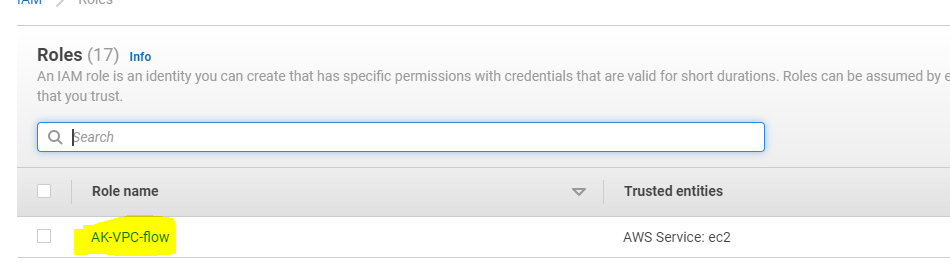 IAM > Roles
Roles (17) Info
An IAM role is an identity you can create that has specific permissions with credentials that are valid for short durations. Roles can be assumed by
that you trust.
Search
Role name Trusted entities
AK-VPC-flow AWS Service: ec2